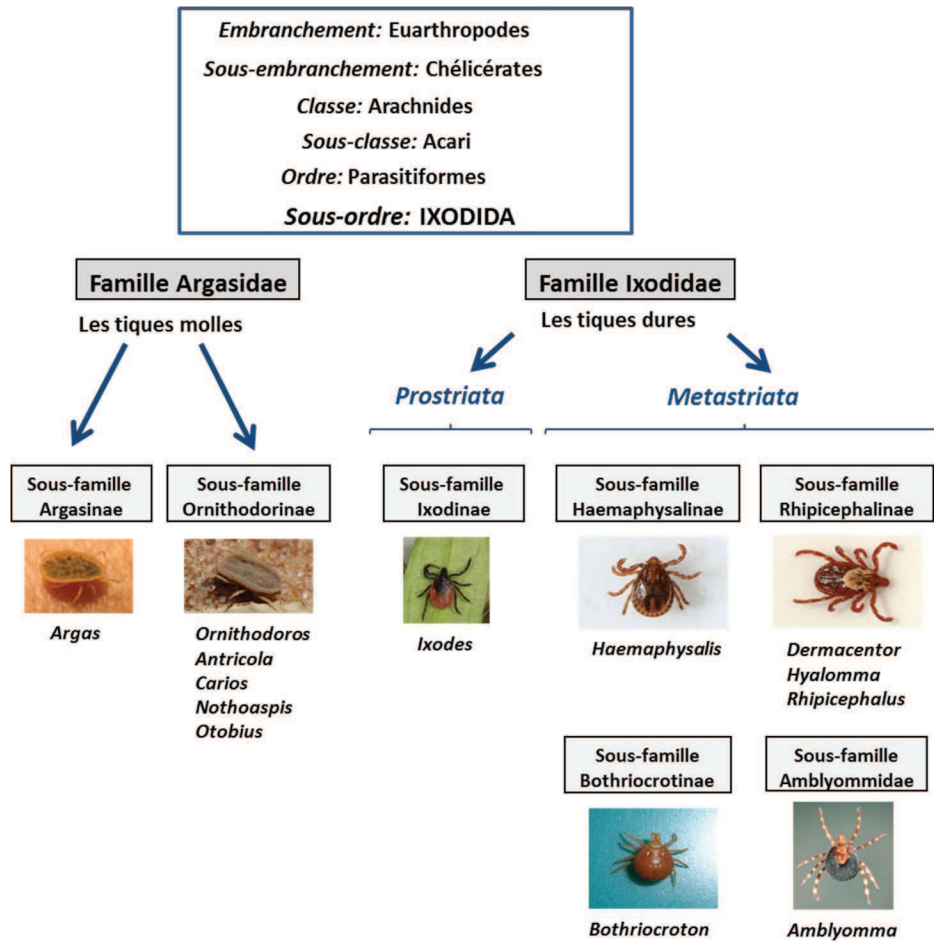 Embranchement: Euarthropodes
Sous-embranchement: Chélicérates
Classe: Arachnides
Sous-classe: Acari
Ordre: Parasitiformes
Sous-ordre: IXODIDA
Famille Argasidae
Les tiques molles
Famille Ixodidae
Les tiques dures
Prostriata
Metastriata
Sous-famille
Argasinae
Argas
Sous-famille
Ornithodorinae
Ornithodoros
Antricola
Carios
Nothoaspis
Otobius
Sous-famille
Ixodinae
Ixodes
Sous-famille
Haemaphysalinae
Haemaphysalis
Sous-famille
Rhipicephalinae
Dermacentor
Hyalomma
Rhipicephalus
Sous-famille
Bothriocrotinae
Bothriocroton
Sous-famille
Amblyommidae
Amblyomma